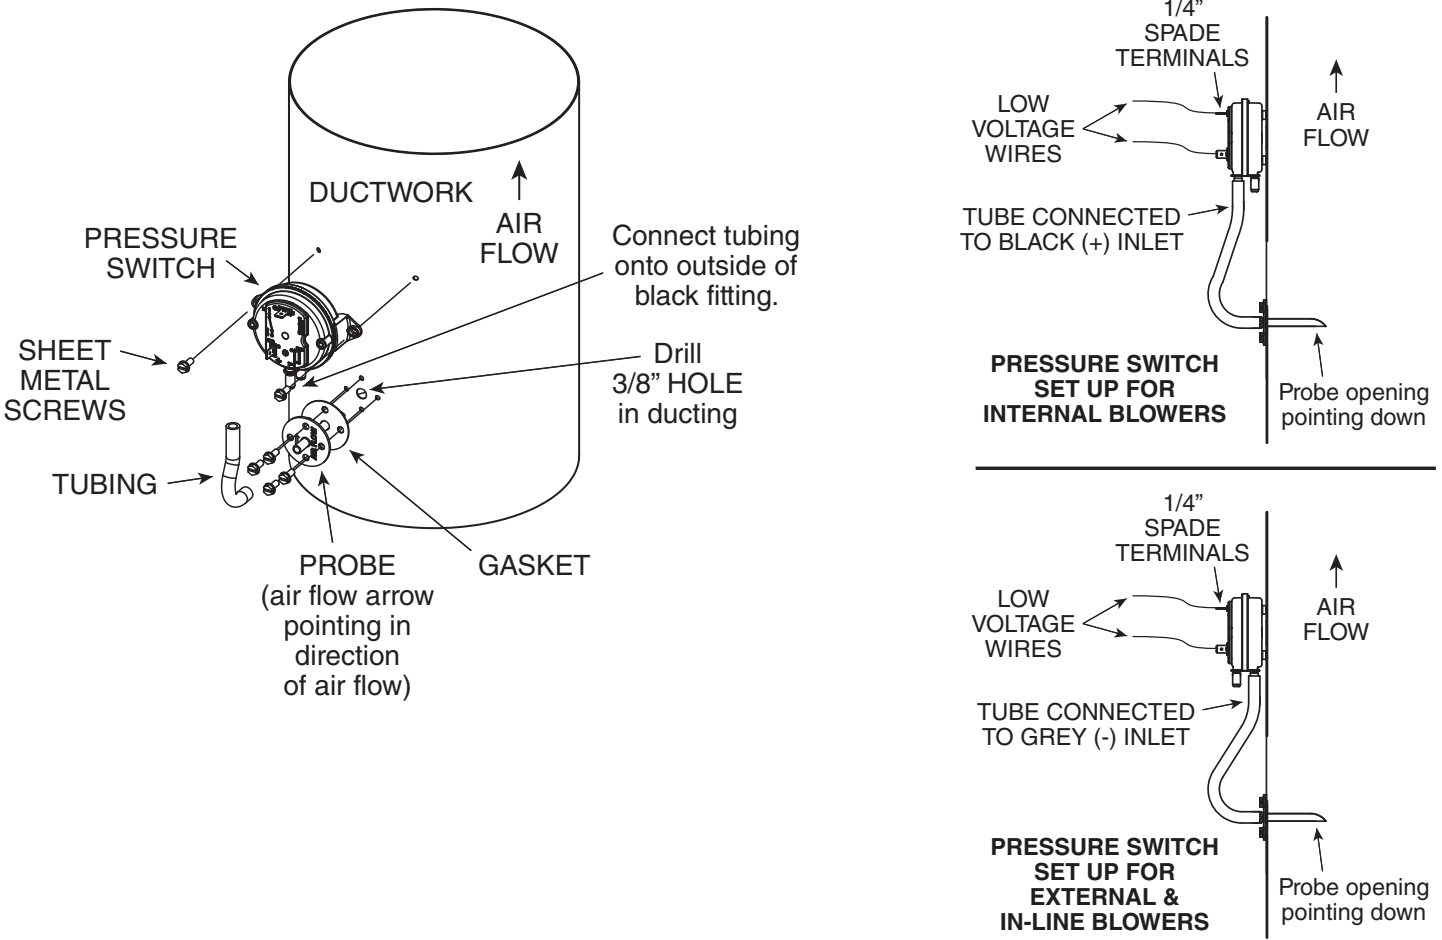 DUCTWORK
AIR
FLOW
PRESSURE
SWITCH
Connect tubing
onto outside of
black fitting.
SHEET
METAL
SCREWS
Drill
3/8” HOLE
in ducting
TUBING
AIR FLOW
PROBE
(air flow arrow
pointing in
direction
of air flow)
GASKET
1/4”
SPADE
TERMINALS
LOW
VOLTAGE
WIRES
AIR
FLOW
TUBE CONNECTED
TO BLACK (+) INLET
PRESSURE SWITCH
SET UP FOR
INTERNAL BLOWERS
Probe opening
pointing down
1/4”
SPADE
TERMINALS
LOW
VOLTAGE
WIRES
AIR
FLOW
TUBE CONNECTED
TO GREY (-) INLET
PRESSURE SWITCH
SET UP FOR
EXTERNAL &
IN-LINE BLOWERS
Probe opening
pointing down